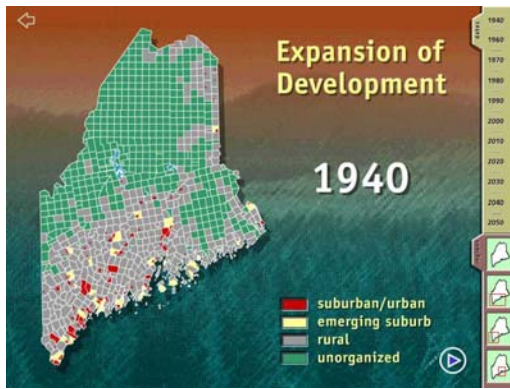 Expansion of
Development
1940
suburban/urban
emerging suburb
rural
unorganized
dates
1940
1960
1970
1980
1990
2000
2010
2020
2030
2040
2050